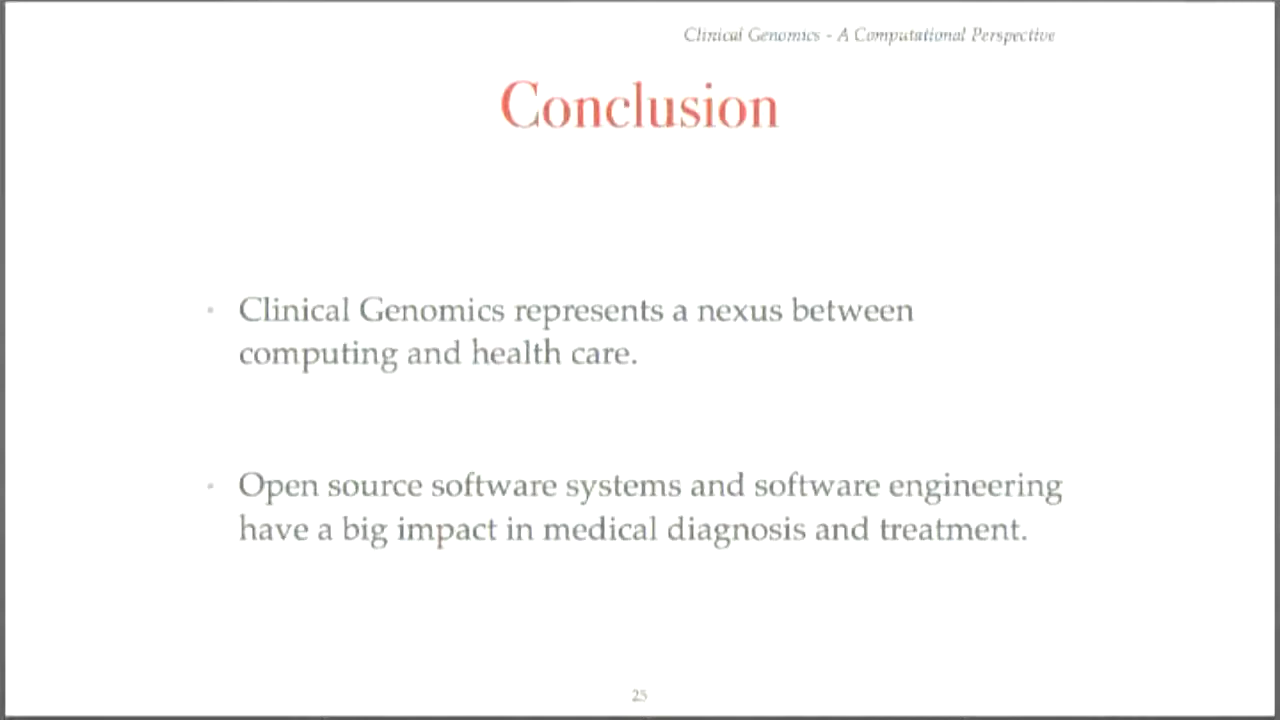 Clinical Genomics - A Computational Perspective
Conclusion
• Clinical Genomics represents a nexus between
computing and health care.
• Open source software systems and software engineering
have a big impact in medical diagnosis and treatment.
25